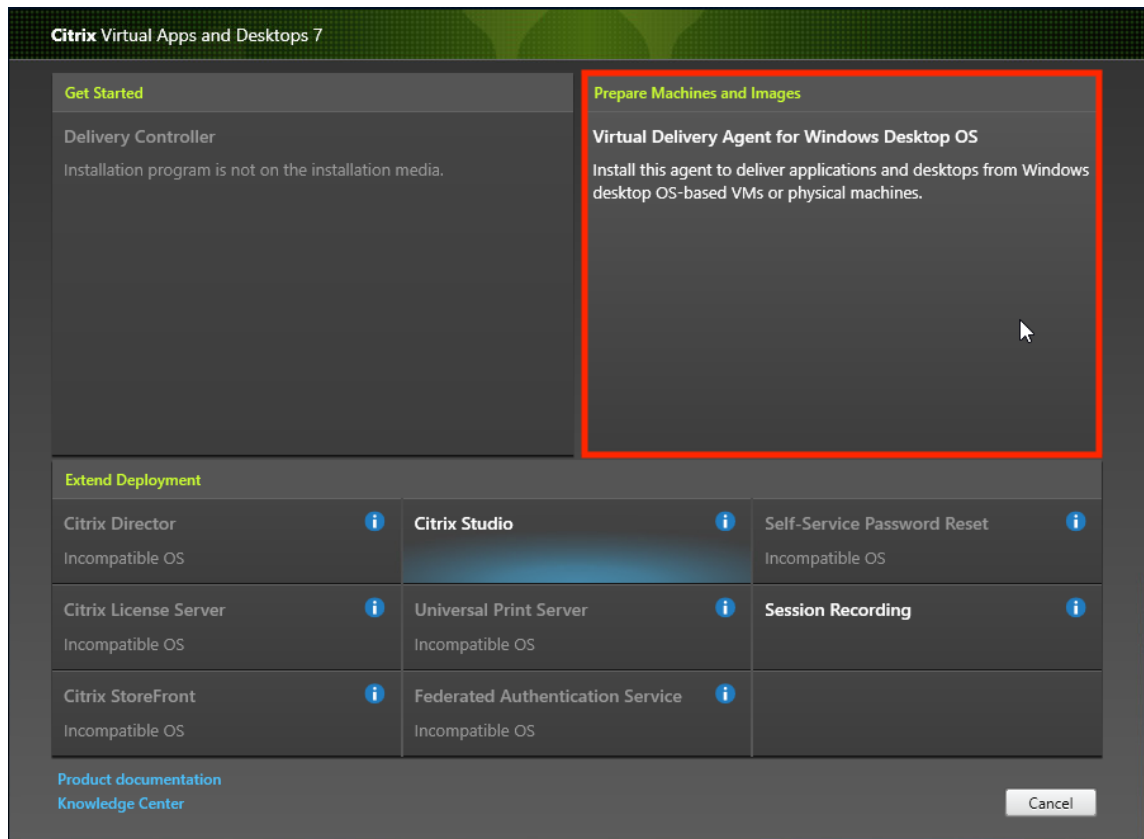 Citrix Virtual Apps and Desktops 7
Get Started
Delivery Controller
Installation program is not on the installation media.
Prepare Machines and Images
Virtual Delivery Agent for Windows Desktop OS
Install this agent to deliver applications and desktops from Windows
desktop OS-based VMs or physical machines.
Extend Deployment
Citrix Director
Incompatible OS
Citrix Studio
Self-Service Password Reset
Incompatible OS
Citrix License Server
Incompatible OS
Universal Print Server
Incompatible OS
Session Recording
Citrix StoreFront
Incompatible OS
Federated Authentication Service
Incompatible OS
Product documentation
Knowledge Center
Cancel